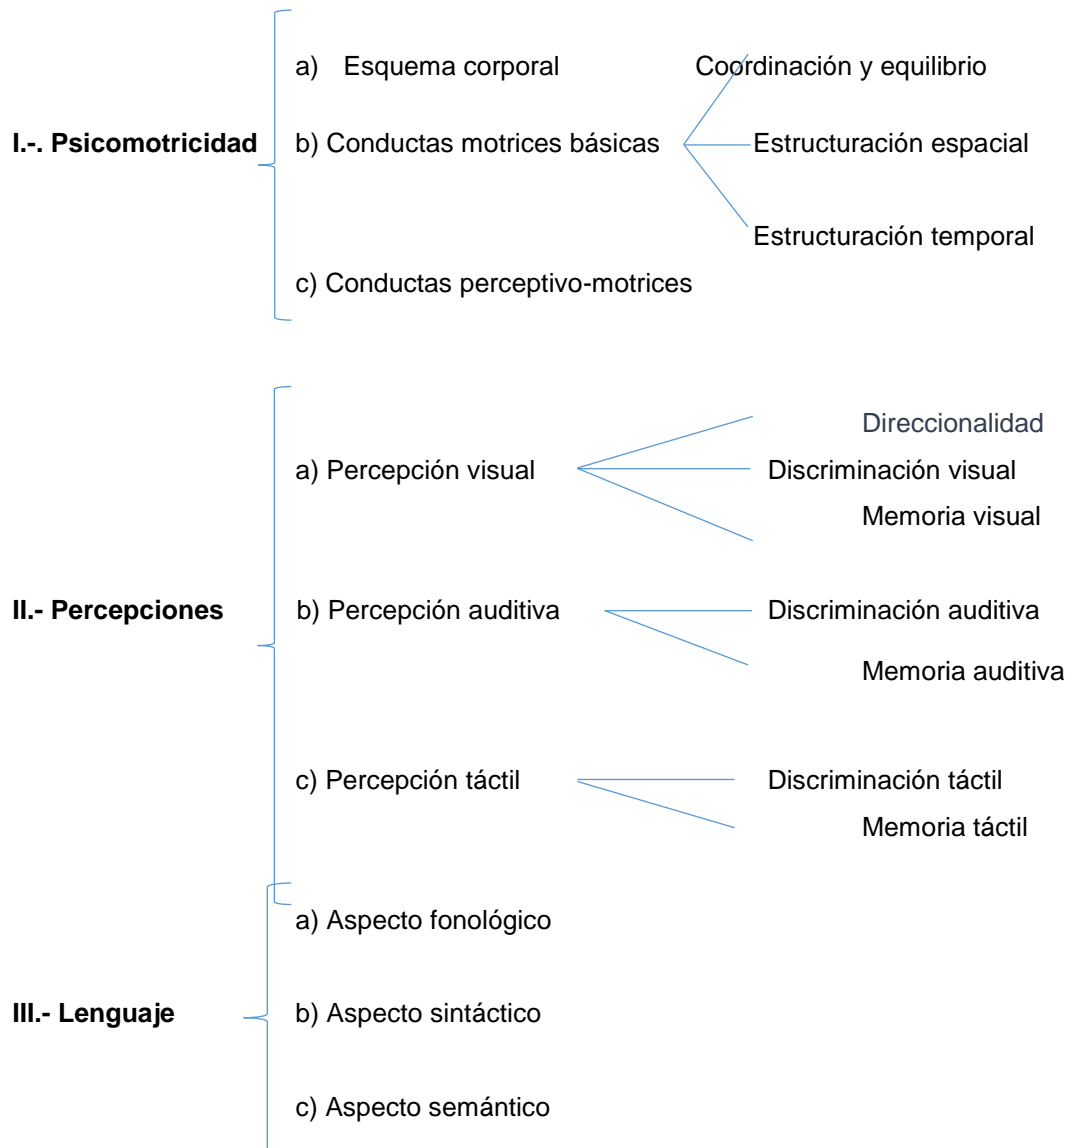 a) Esquema corporal Coordinación y equilibrio
I.-. Psicomotricidad b) Conductas motrices básicas Estructuración espacial
Estructuración temporal
c) Conductas perceptivo-motrices
Direccionalidad
a) Percepción visual Discriminación visual
Memoria visual
II.- Percepciones b) Percepción auditiva Discriminación auditiva
Memoria auditiva
c) Percepción táctil Discriminación táctil
Memoria táctil
a) Aspecto fonológico
III.- Lenguaje b) Aspecto sintáctico
c) Aspecto semántico